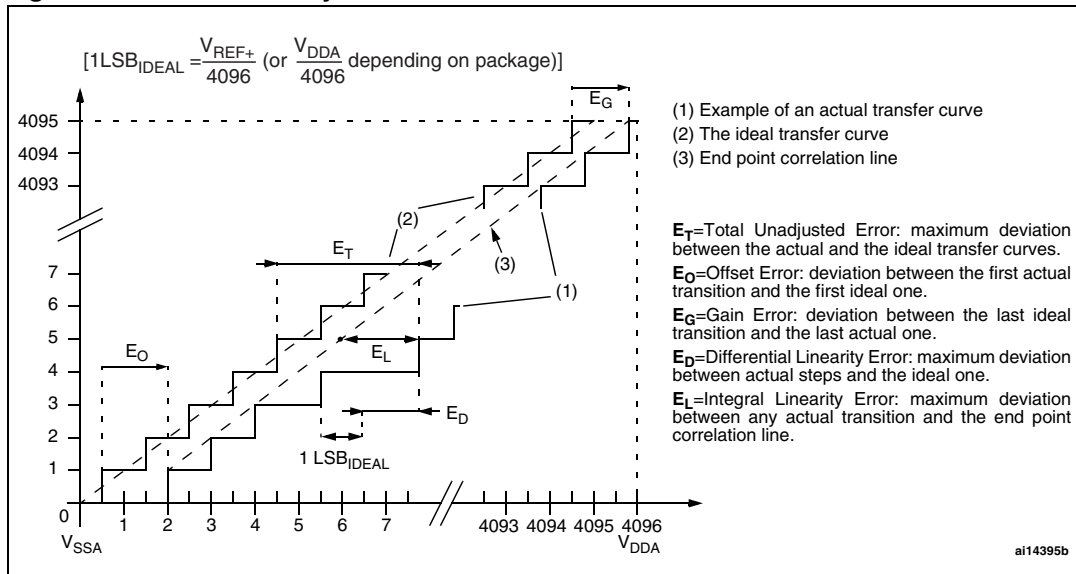 [1LSB_IDEAL = V_REF+ / 4096 (or V_DDA / 4096 depending on package)]
E_G
(1) Example of an actual transfer curve
(2) The ideal transfer curve
(3) End point correlation line
4095
4094
4093
(2)
E_T
(3)
(1)
E_T=Total Unadjusted Error: maximum deviation
between the actual and the ideal transfer curves.
E_O=Offset Error: deviation between the first actual
transition and the first ideal one.
E_G=Gain Error: deviation between the last ideal
transition and the last actual one.
E_D=Differential Linearity Error: maximum deviation
between actual steps and the ideal one.
E_L=Integral Linearity Error: maximum deviation
between any actual transition and the end point
correlation line.
7
6
5
4
3
2
1
0
E_O
E_L
E_D
1 LSB_IDEAL
1 2 3 4 5 6 7 4093 4094 4095 4096
V_SSA
V_DDA
ai14395b